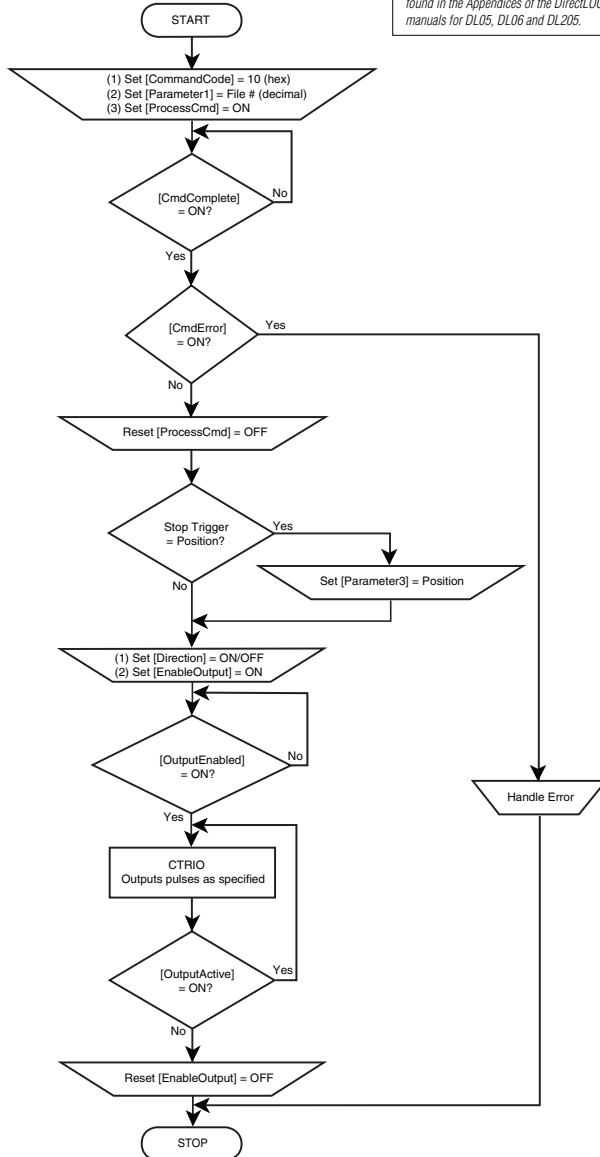 found in the Appendices of the
manuals for DL05, DL06 and DL205.
START
(1) Set [CommandCode] = 10 (hex)
(2) Set [Parameter1] = File # (decimal)
(3) Set [ProcessCmd] = ON
[CmdComplete]
= ON?
No
Yes
[CmdError]
= ON?
Yes
No
Reset [ProcessCmd] = OFF
Stop Trigger
= Position?
Yes
No
Set [Parameter3] = Position
(1) Set [Direction] = ON/OFF
(2) Set [EnableOutput] = ON
[OutputEnabled]
= ON?
No
Yes
Handle Error
CTRIO
Outputs pulses as specified
[OutputActive]
= ON?
Yes
No
Reset [EnableOutput] = OFF
STOP